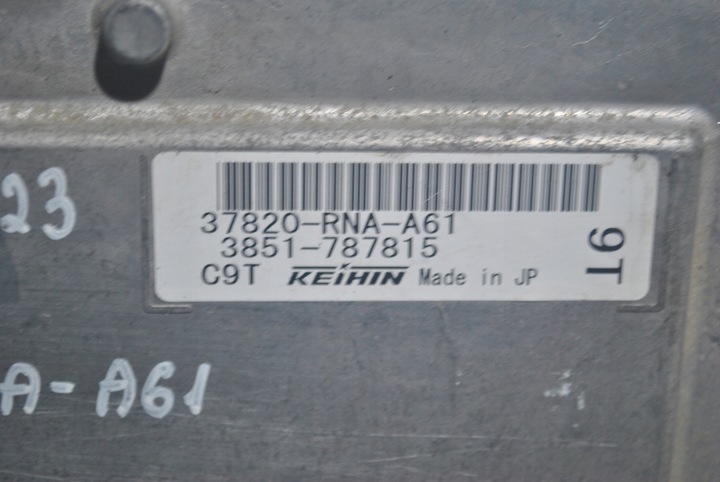 23
37820-RNA-A61
3851-787815
C9T KEIHIN Made in JP
9T
A-A61